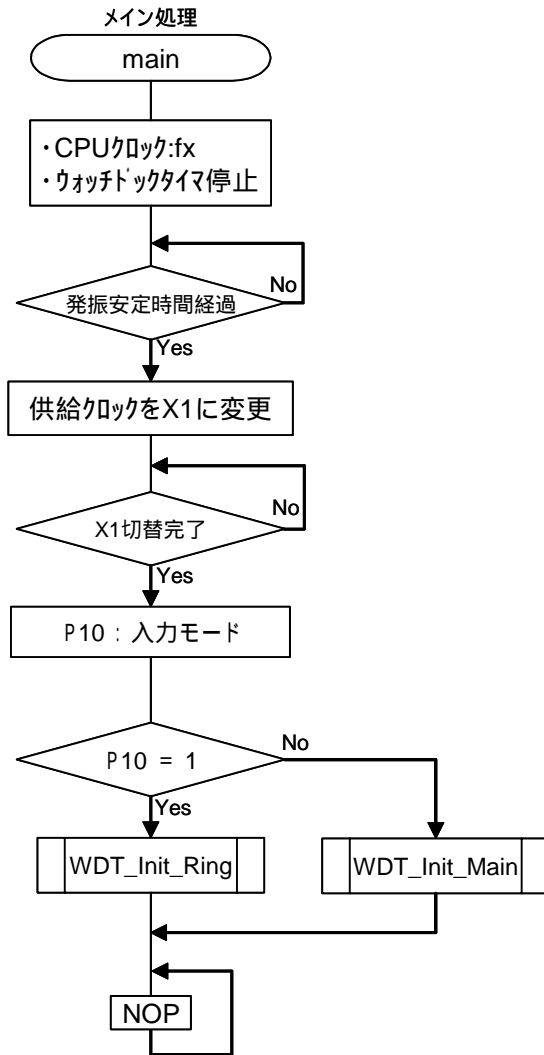 メイン処理
main
・CPUｸﾛｯｸ:fx
・ｳｫｯﾁﾄﾞｯｸﾀｲﾏ停止
No
発振安定時間経過
Yes
供給ｸﾛｯｸをX1に変更
No
X1切替完了
Yes
P10 : 入力モード
No
P10 = 1
Yes
WDT_Init_Ring
WDT_Init_Main
NOP